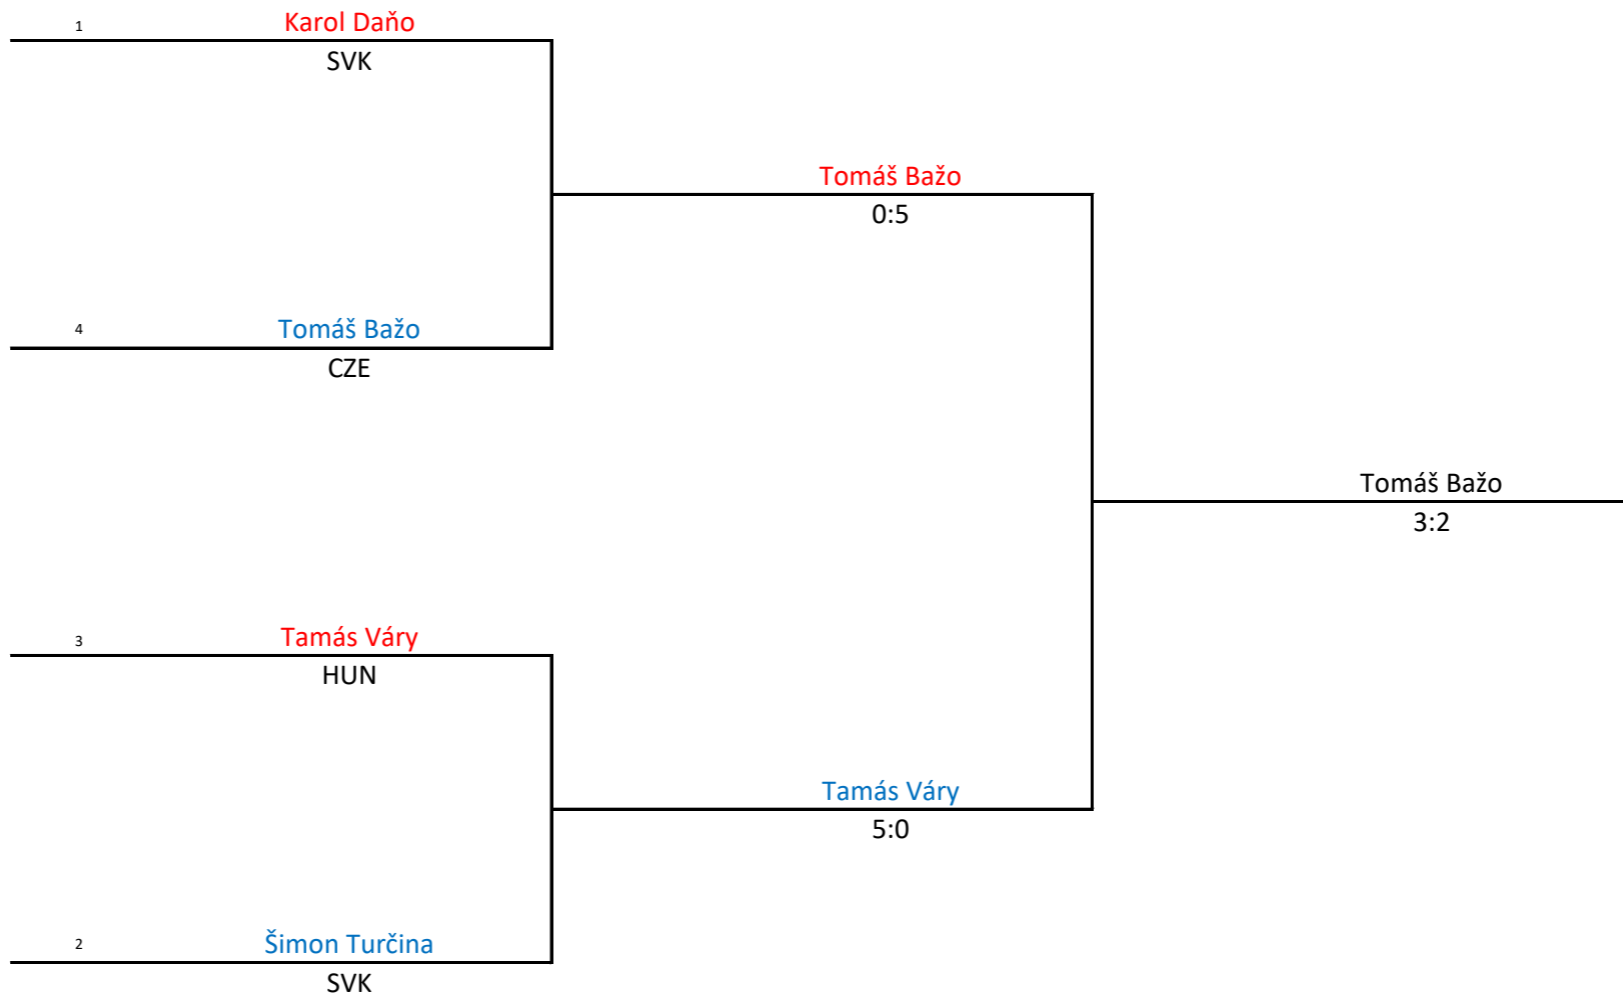 1 Karol Daňo
SVK
Tomáš Bažo
0:5
4 Tomáš Bažo
CZE
Tomáš Bažo
3:2
3 Tamás Váry
HUN
Tamás Váry
5:0
2 Šimon Turčina
SVK